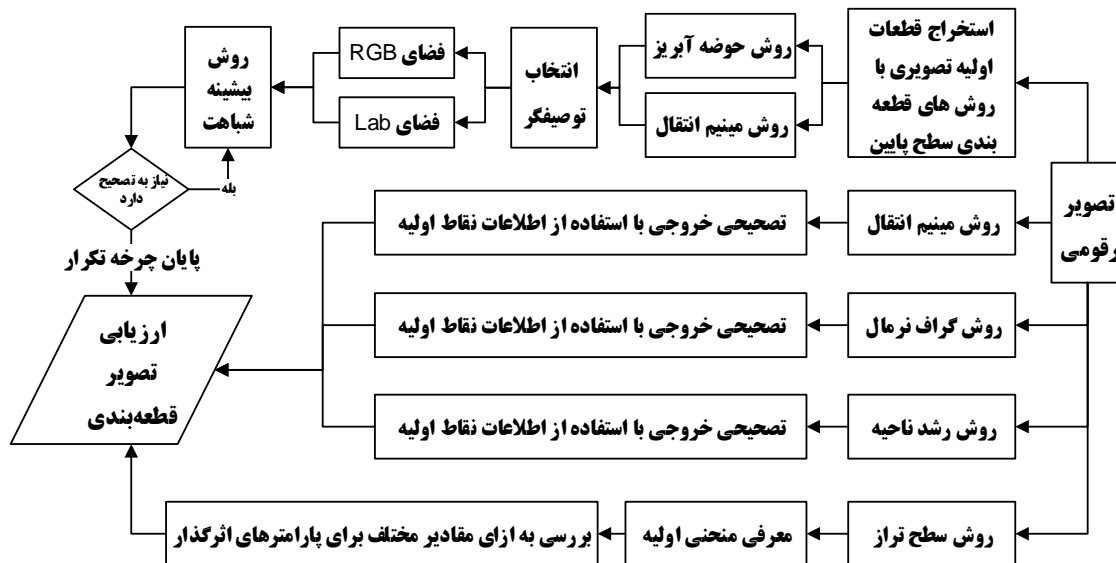 تصویر
رقومی
استخراج قطعات
اولیه تصویری با
روش های قطعه
بندی سطح پایین
روش حوضه آبریز
روش مینیم انتقال
انتخاب
توصیفگر
فضای RGB
فضای Lab
روش
بیشینه
شباهت
نیاز به تصحیح
دارد
بله
پایان چرخه تکرار
روش مینیم انتقال
تصحیحی خروجی با استفاده از اطلاعات نقاط اولیه
روش گراف نرمال
تصحیحی خروجی با استفاده از اطلاعات نقاط اولیه
روش رشد ناحیه
تصحیحی خروجی با استفاده از اطلاعات نقاط اولیه
روش سطح تراز
معرفی منحنی اولیه
بررسی به ازای مقادیر مختلف برای پارامترهای اثرگذار
ارزیابی
تصویر
قطعه‌بندی